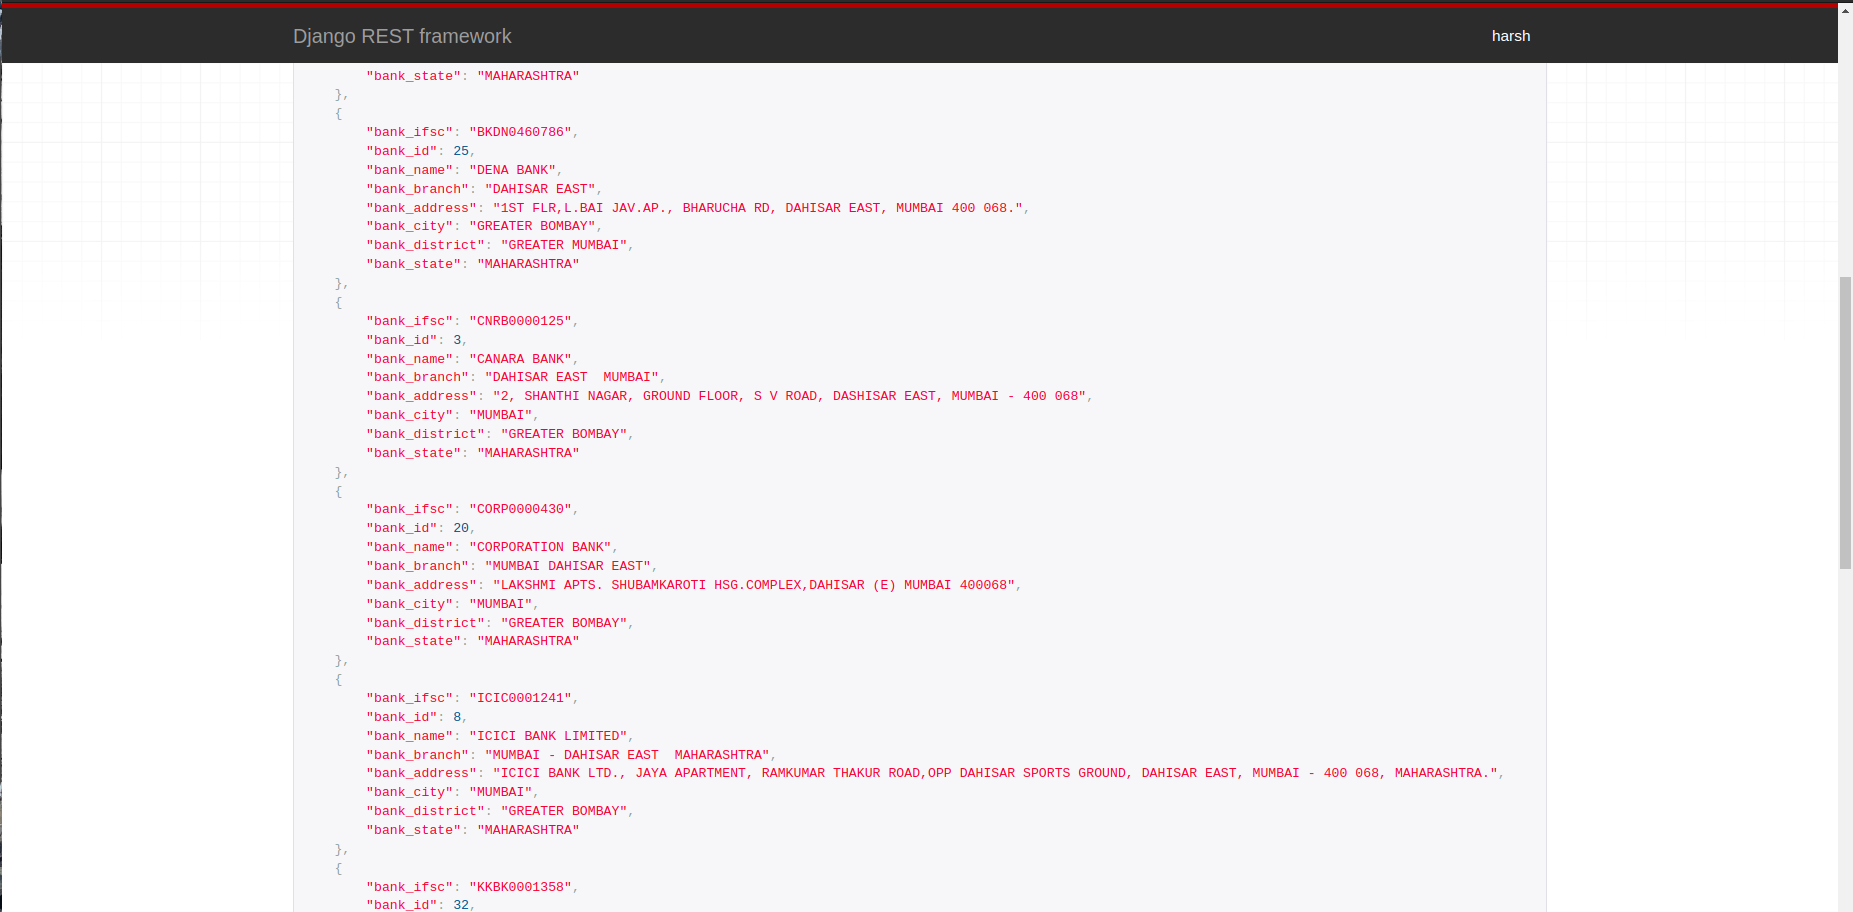 Django REST framework harsh
"bank_state": "MAHARASHTRA"
},
{
"bank_ifsc": "BKDN0460786",
"bank_id": 25,
"bank_name": "DENA BANK",
"bank_branch": "DAHISAR EAST",
"bank_address": "1ST FLR,L.BAI JAV.AP., BHARUCHA RD, DAHISAR EAST, MUMBAI 400 068.",
"bank_city": "GREATER BOMBAY",
"bank_district": "GREATER MUMBAI",
"bank_state": "MAHARASHTRA"
},
{
"bank_ifsc": "CNRB0000125",
"bank_id": 3,
"bank_name": "CANARA BANK",
"bank_branch": "DAHISAR EAST  MUMBAI",
"bank_address": "2, SHANTHI NAGAR, GROUND FLOOR, S V ROAD, DASHISAR EAST, MUMBAI - 400 068",
"bank_city": "MUMBAI",
"bank_district": "GREATER BOMBAY",
"bank_state": "MAHARASHTRA"
},
{
"bank_ifsc": "CORP0000430",
"bank_id": 20,
"bank_name": "CORPORATION BANK",
"bank_branch": "MUMBAI DAHISAR EAST",
"bank_address": "LAKSHMI APTS. SHUBAMKAROTI HSG.COMPLEX,DAHISAR (E) MUMBAI 400068",
"bank_city": "MUMBAI",
"bank_district": "GREATER BOMBAY",
"bank_state": "MAHARASHTRA"
},
{
"bank_ifsc": "ICIC0001241",
"bank_id": 8,
"bank_name": "ICICI BANK LIMITED",
"bank_branch": "MUMBAI - DAHISAR EAST  MAHARASHTRA",
"bank_address": "ICICI BANK LTD., JAYA APARTMENT, RAMKUMAR THAKUR ROAD,OPP DAHISAR SPORTS GROUND, DAHISAR EAST, MUMBAI - 400 068, MAHARASHTRA.",
"bank_city": "MUMBAI",
"bank_district": "GREATER BOMBAY",
"bank_state": "MAHARASHTRA"
},
{
"bank_ifsc": "KKBK0001358",
"bank_id": 32,